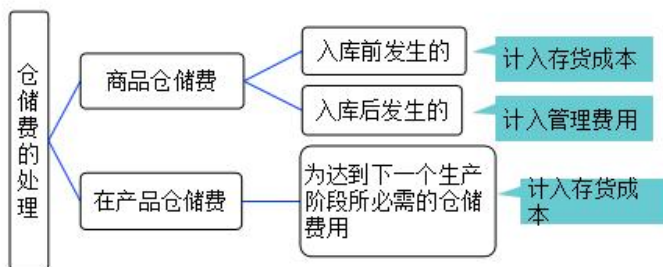 仓储费的处理
商品仓储费
入库前发生的
计入存货成本
入库后发生的
计入管理费用
在产品仓储费
为达到下一个生产
阶段所必需的仓储
费用
计入存货成
本